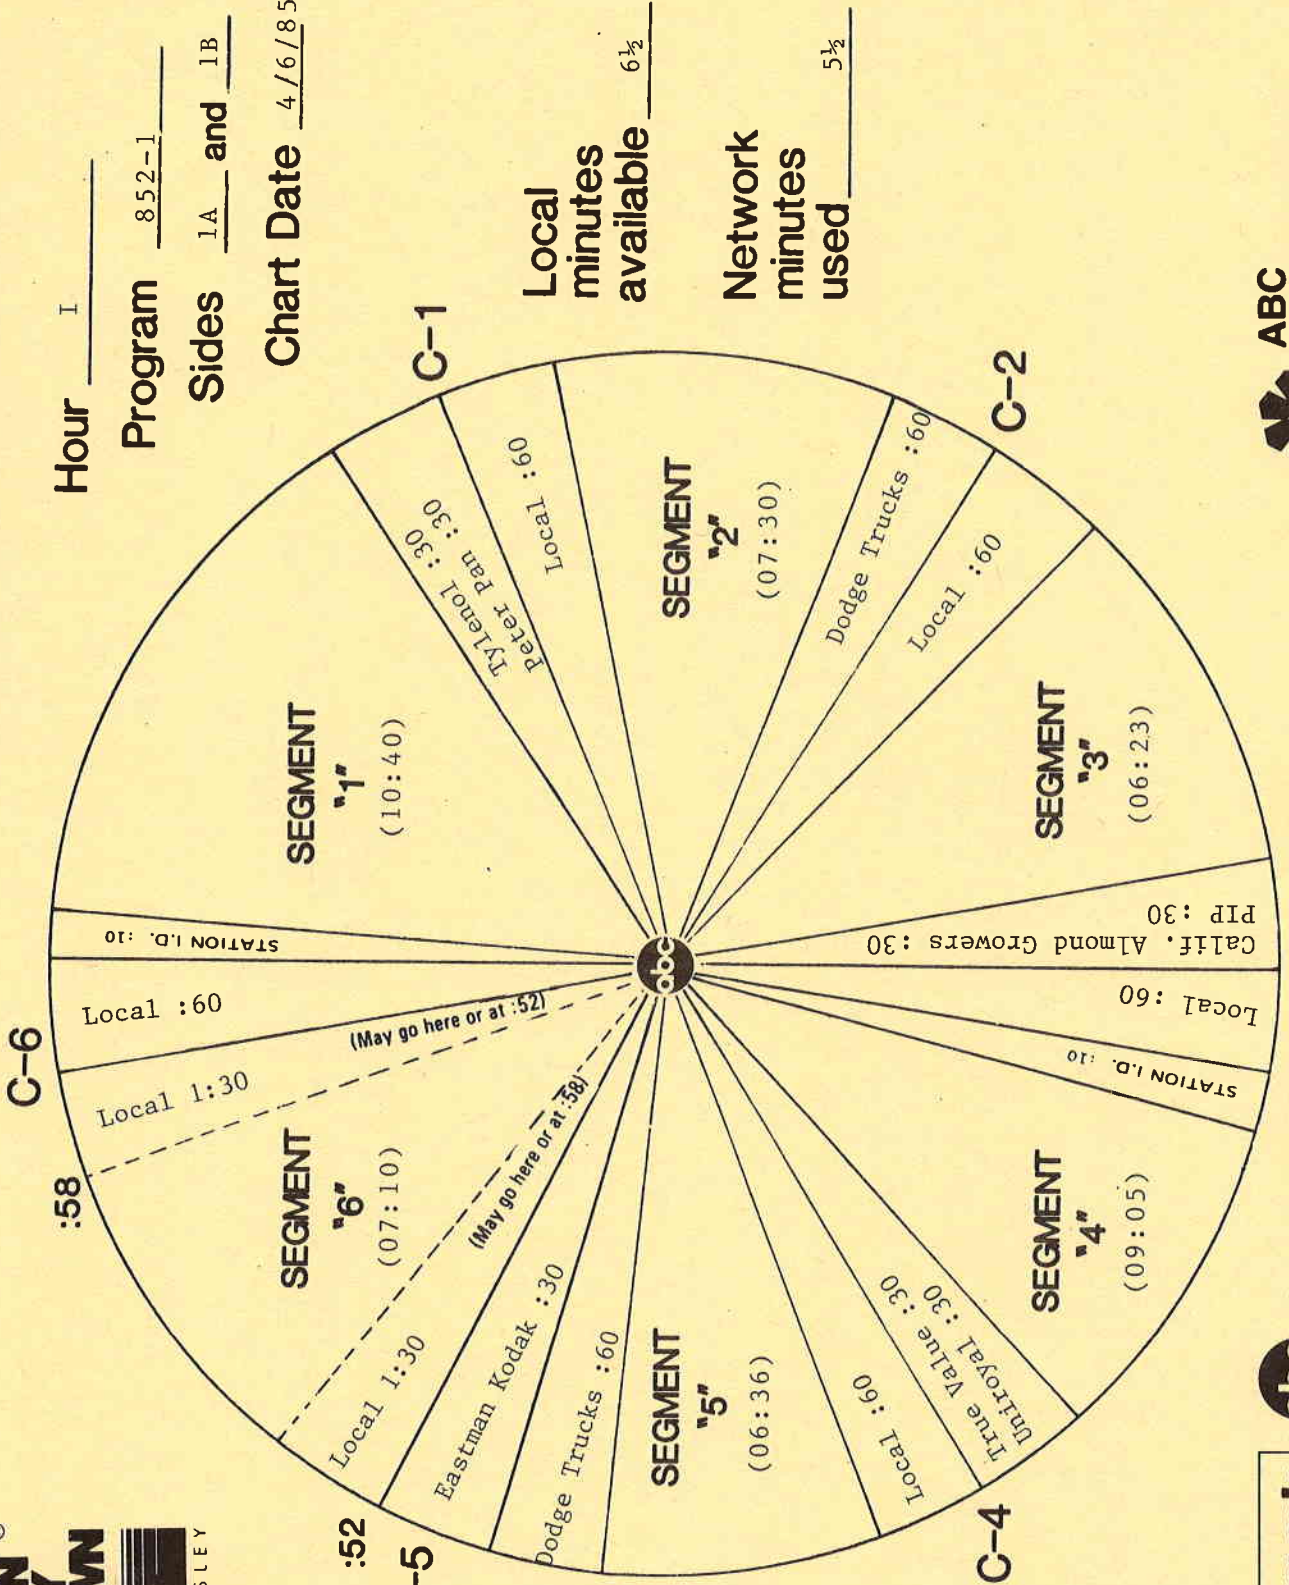 Hour I
Program 852-1
Sides 1A and 1B
Chart Date 4/6/85
Local
minutes
available 6½
Network
minutes
used 5½
SEGMENT
"1"
(10:40)
C-1
Tylenol :30
Peter Pan :30
Local :60
SEGMENT
"2"
(07:30)
C-2
Dodge Trucks :60
Local :60
SEGMENT
"3"
(06:23)
PIP :30
Calif. Almond Growers :30
Local :60
STATION I.D. :10
SEGMENT
"4"
(09:05)
C-4
Uniroyal :30
True Value :30
Local :60
SEGMENT
"5"
(06:36)
-5
Dodge Trucks :60
Eastman Kodak :30
:52
Local 1:30
(May go here or at :58)
SEGMENT
"6"
(07:10)
:58
Local 1:30
(May go here or at :52)
C-6
Local :60
STATION I.D. :10
abc
ABC
N
Y
WN
SLEY